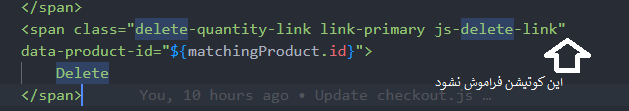 </span>
<span class="delete-quantity-link link-primary js-delete-link"
data-product-id="${matchingProduct.id}">
Delete
این کوتیشن فراموش نشود
</span> You, 10 hours ago • Update checkout.js …